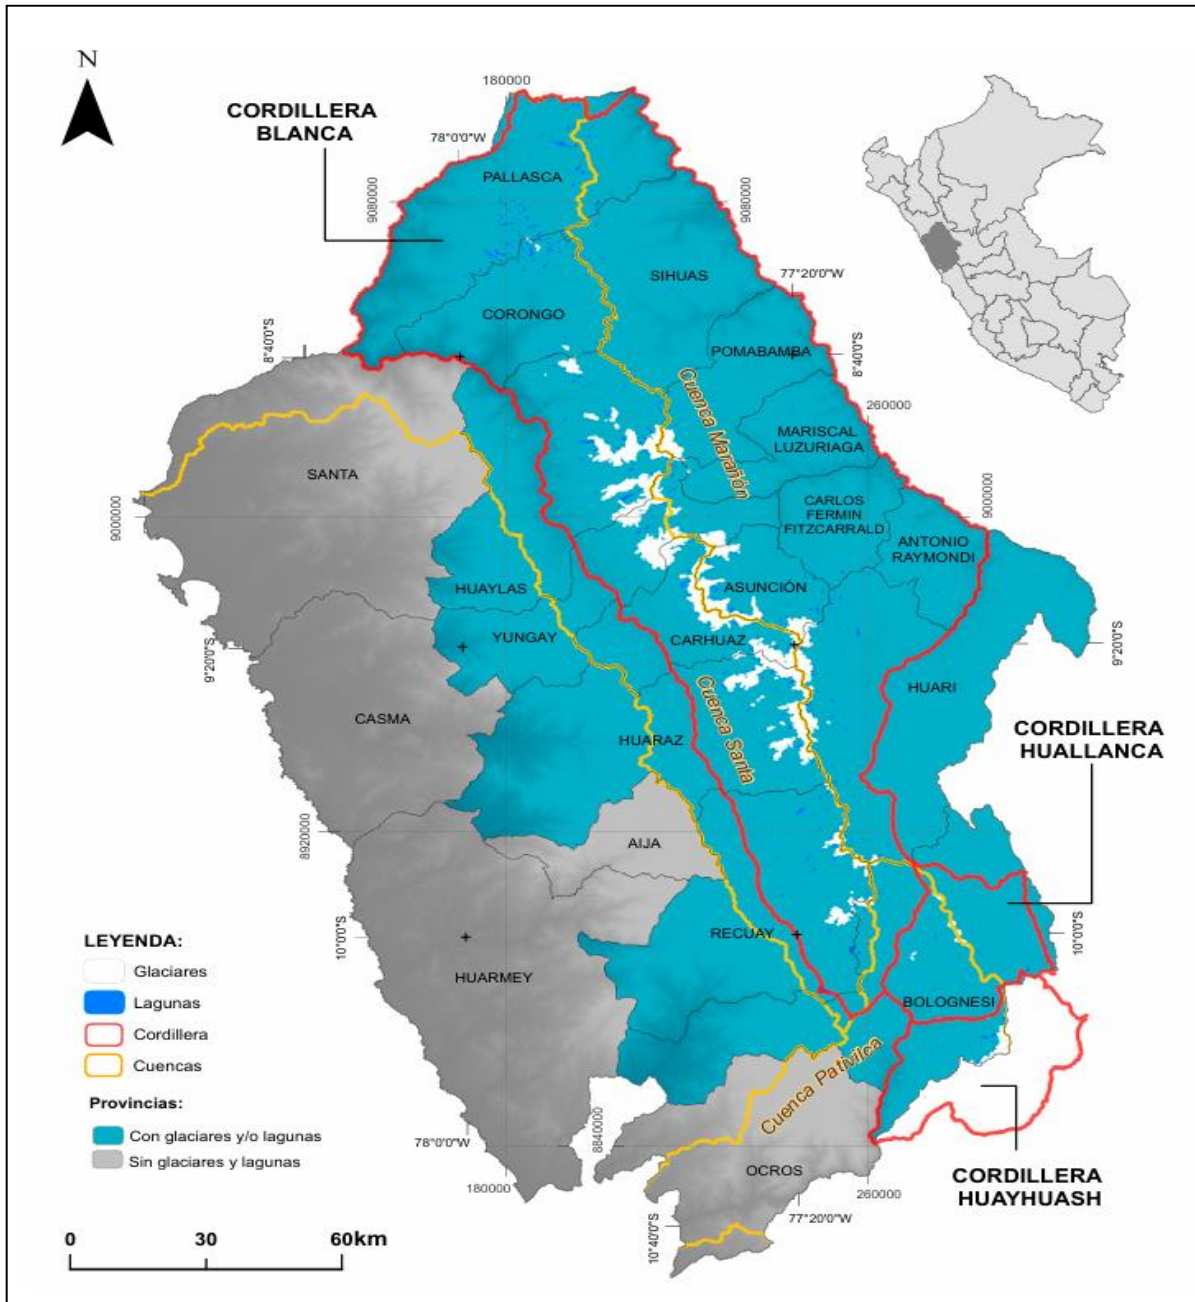 N
180000
CORDILLERA
BLANCA
78°0'0"W
PALLASCA
9080000
9080000
SIHUAS
77°20'0"W
CORONGO
8°40'0"S
POMABAMBA
8°40'0"S
Cuenca Marañón
260000
MARISCAL
LUZURIAGA
SANTA
CARLOS
FERMIN
FITZCARRALD
9000000
9000000
ANTONIO
RAYMONDI
HUAYLAS
ASUNCIÓN
YUNGAY
CARHUAZ
9°20'0"S
9°20'0"S
HUARI
Cuenca Santa
CASMA
HUARAZ
CORDILLERA
HUALLANCA
8920000
AIJA
LEYENDA:
Glaciares
Lagunas
Cordillera
Cuencas
Provincias:
Con glaciares y/o lagunas
Sin glaciares y lagunas
10°0'0"S
10°0'0"S
RECUAY
HUARMEY
BOLOGNESI
Cuenca Pativilca
78°0'0"W
8840000
180000
OCROS
260000
CORDILLERA
HUAYHUASH
77°20'0"W
10°40'0"S
0 30 60km